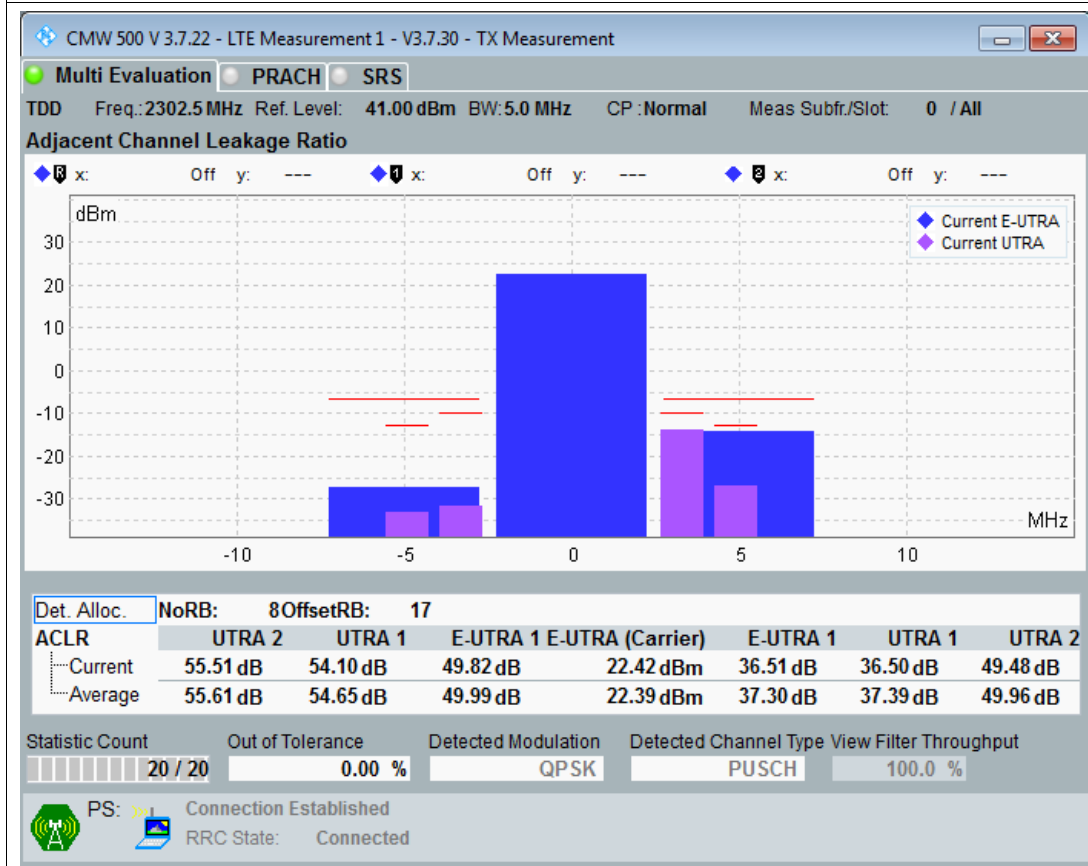 CMW 500 V 3.7.22 - LTE Measurement 1 - V3.7.30 - TX Measurement
Multi Evaluation PRACH SRS
TDD Freq.: 2302.5 MHz Ref. Level: 41.00 dBm BW: 5.0 MHz CP : Normal Meas Subfr./Slot: 0 / All
Adjacent Channel Leakage Ratio
R x: Off y: --- 1 x: Off y: --- 2 x: Off y: ---
dBm
Current E-UTRA
Current UTRA
30
20
10
0
-10
-20
-30
MHz
-10 -5 0 5 10
Det. Alloc. NoRB: 8 OffsetRB: 17
ACLR UTRA 2 UTRA 1 E-UTRA 1 E-UTRA (Carrier) E-UTRA 1 UTRA 1 UTRA 2
Current 55.51 dB 54.10 dB 49.82 dB 22.42 dBm 36.51 dB 36.50 dB 49.48 dB
Average 55.61 dB 54.65 dB 49.99 dB 22.39 dBm 37.30 dB 37.39 dB 49.96 dB
Statistic Count Out of Tolerance Detected Modulation Detected Channel Type View Filter Throughput
20 / 20 0.00 % QPSK PUSCH 100.0 %
PS: Connection Established
RRC State: Connected